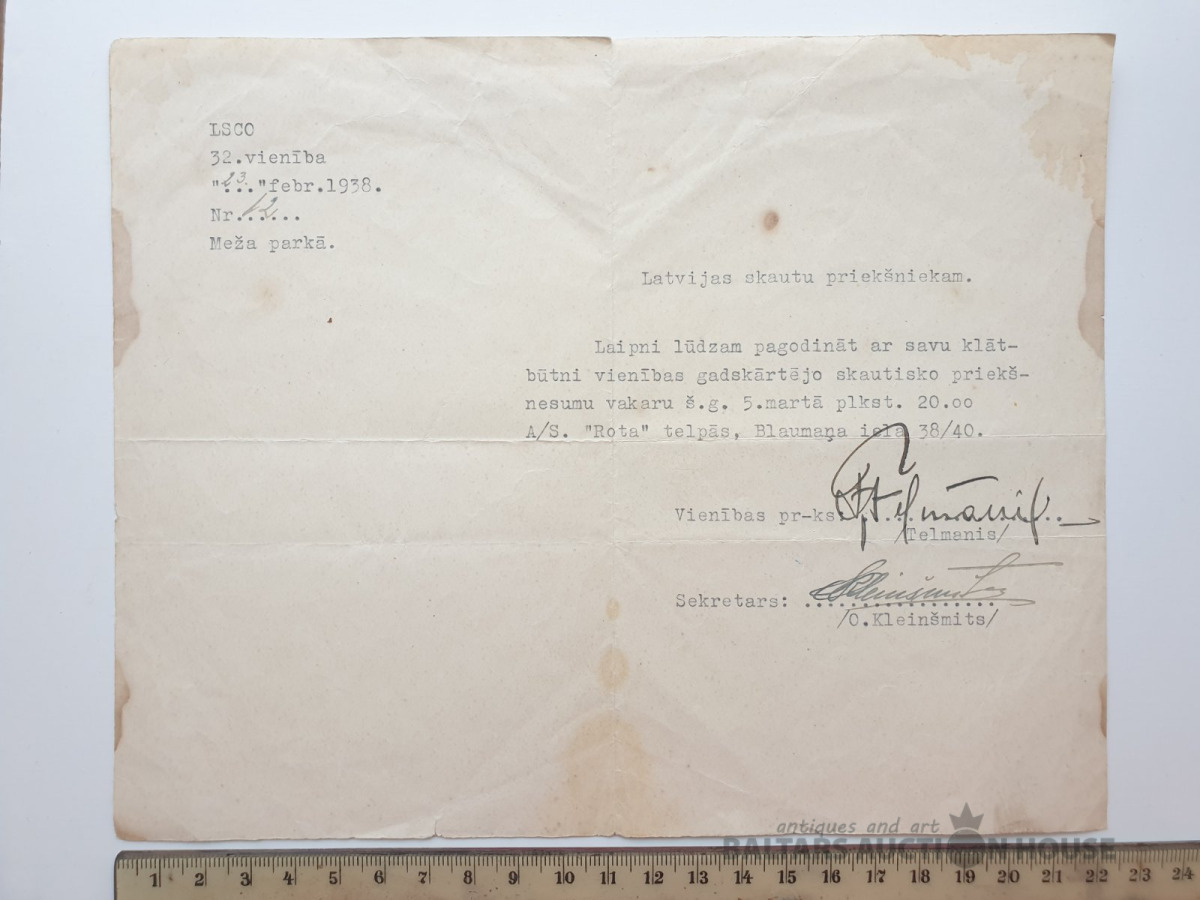 LSCO
32.vienība
"23."febr.1938.
Nr.12...
Meža parkā.
Latvijas skautu priekšniekam.
Laipni lūdzam pagodināt ar savu klāt-
būtni vienības gadskārtējo skautisko priekš-
nesumu vakaru š.g. 5.martā plkst. 20.oo
A/S. "Rota" telpās, Blaumaņa ielā 38/40.
Vienības pr-ks.
/Telmanis/
Sekretars: Kleinšmits
/O.Kleinšmits/
antiques and art
BALTARS AUCTION HOUSE
1 2 3 4 5 6 7 8 9 10 11 12 13 14 15 16 17 18 19 20 21 22 23 24